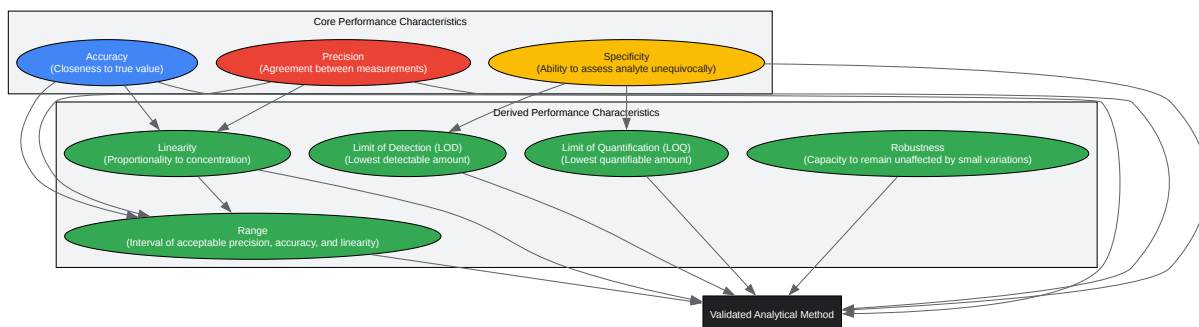 Core Performance Characteristics
Accuracy
(Closeness to true value)
Precision
(Agreement between measurements)
Specificity
(Ability to assess analyte unequivocally)
Derived Performance Characteristics
Linearity
(Proportionality to concentration)
Limit of Detection (LOD)
(Lowest detectable amount)
Limit of Quantification (LOQ)
(Lowest quantifiable amount)
Robustness
(Capacity to remain unaffected by small variations)
Range
(Interval of acceptable precision, accuracy, and linearity)
Validated Analytical Method